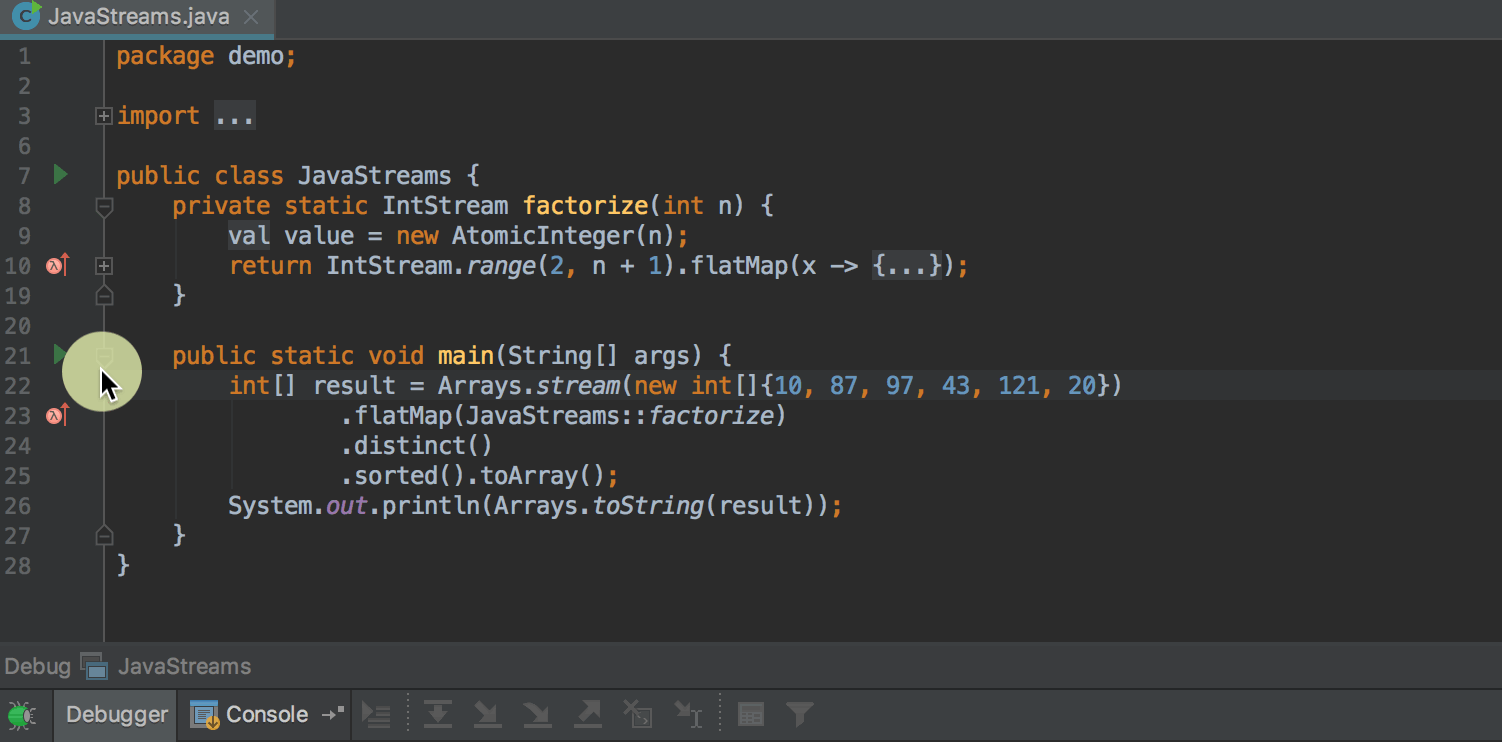 JavaStreams.java
1 package demo;
2
3 import ...
6
7 public class JavaStreams {
8 private static IntStream factorize(int n) {
9 val value = new AtomicInteger(n);
10 return IntStream.range(2, n + 1).flatMap(x -> {...});
19 }
20
21 public static void main(String[] args) {
22 int[] result = Arrays.stream(new int[]{10, 87, 97, 43, 121, 20})
23 .flatMap(JavaStreams::factorize)
24 .distinct()
25 .sorted().toArray();
26 System.out.println(Arrays.toString(result));
27 }
28 }
Debug JavaStreams
Debugger Console